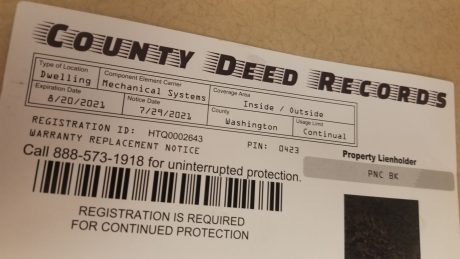 COUNTY DEED RECORDS
Type of Location Component Element Carrier Coverage Area
Dwelling Mechanical Systems Inside / Outside
Expiration Date Notice Date County Usage Limit
8/20/2021 7/29/2021 Washington Continual
REGISTRATION ID: HTQ0002643 PIN: 0423
WARRANTY REPLACEMENT NOTICE
Property Lienholder
Call 888-573-1918 for uninterrupted protection.
PNC BK
REGISTRATION IS REQUIRED
FOR CONTINUED PROTECTION